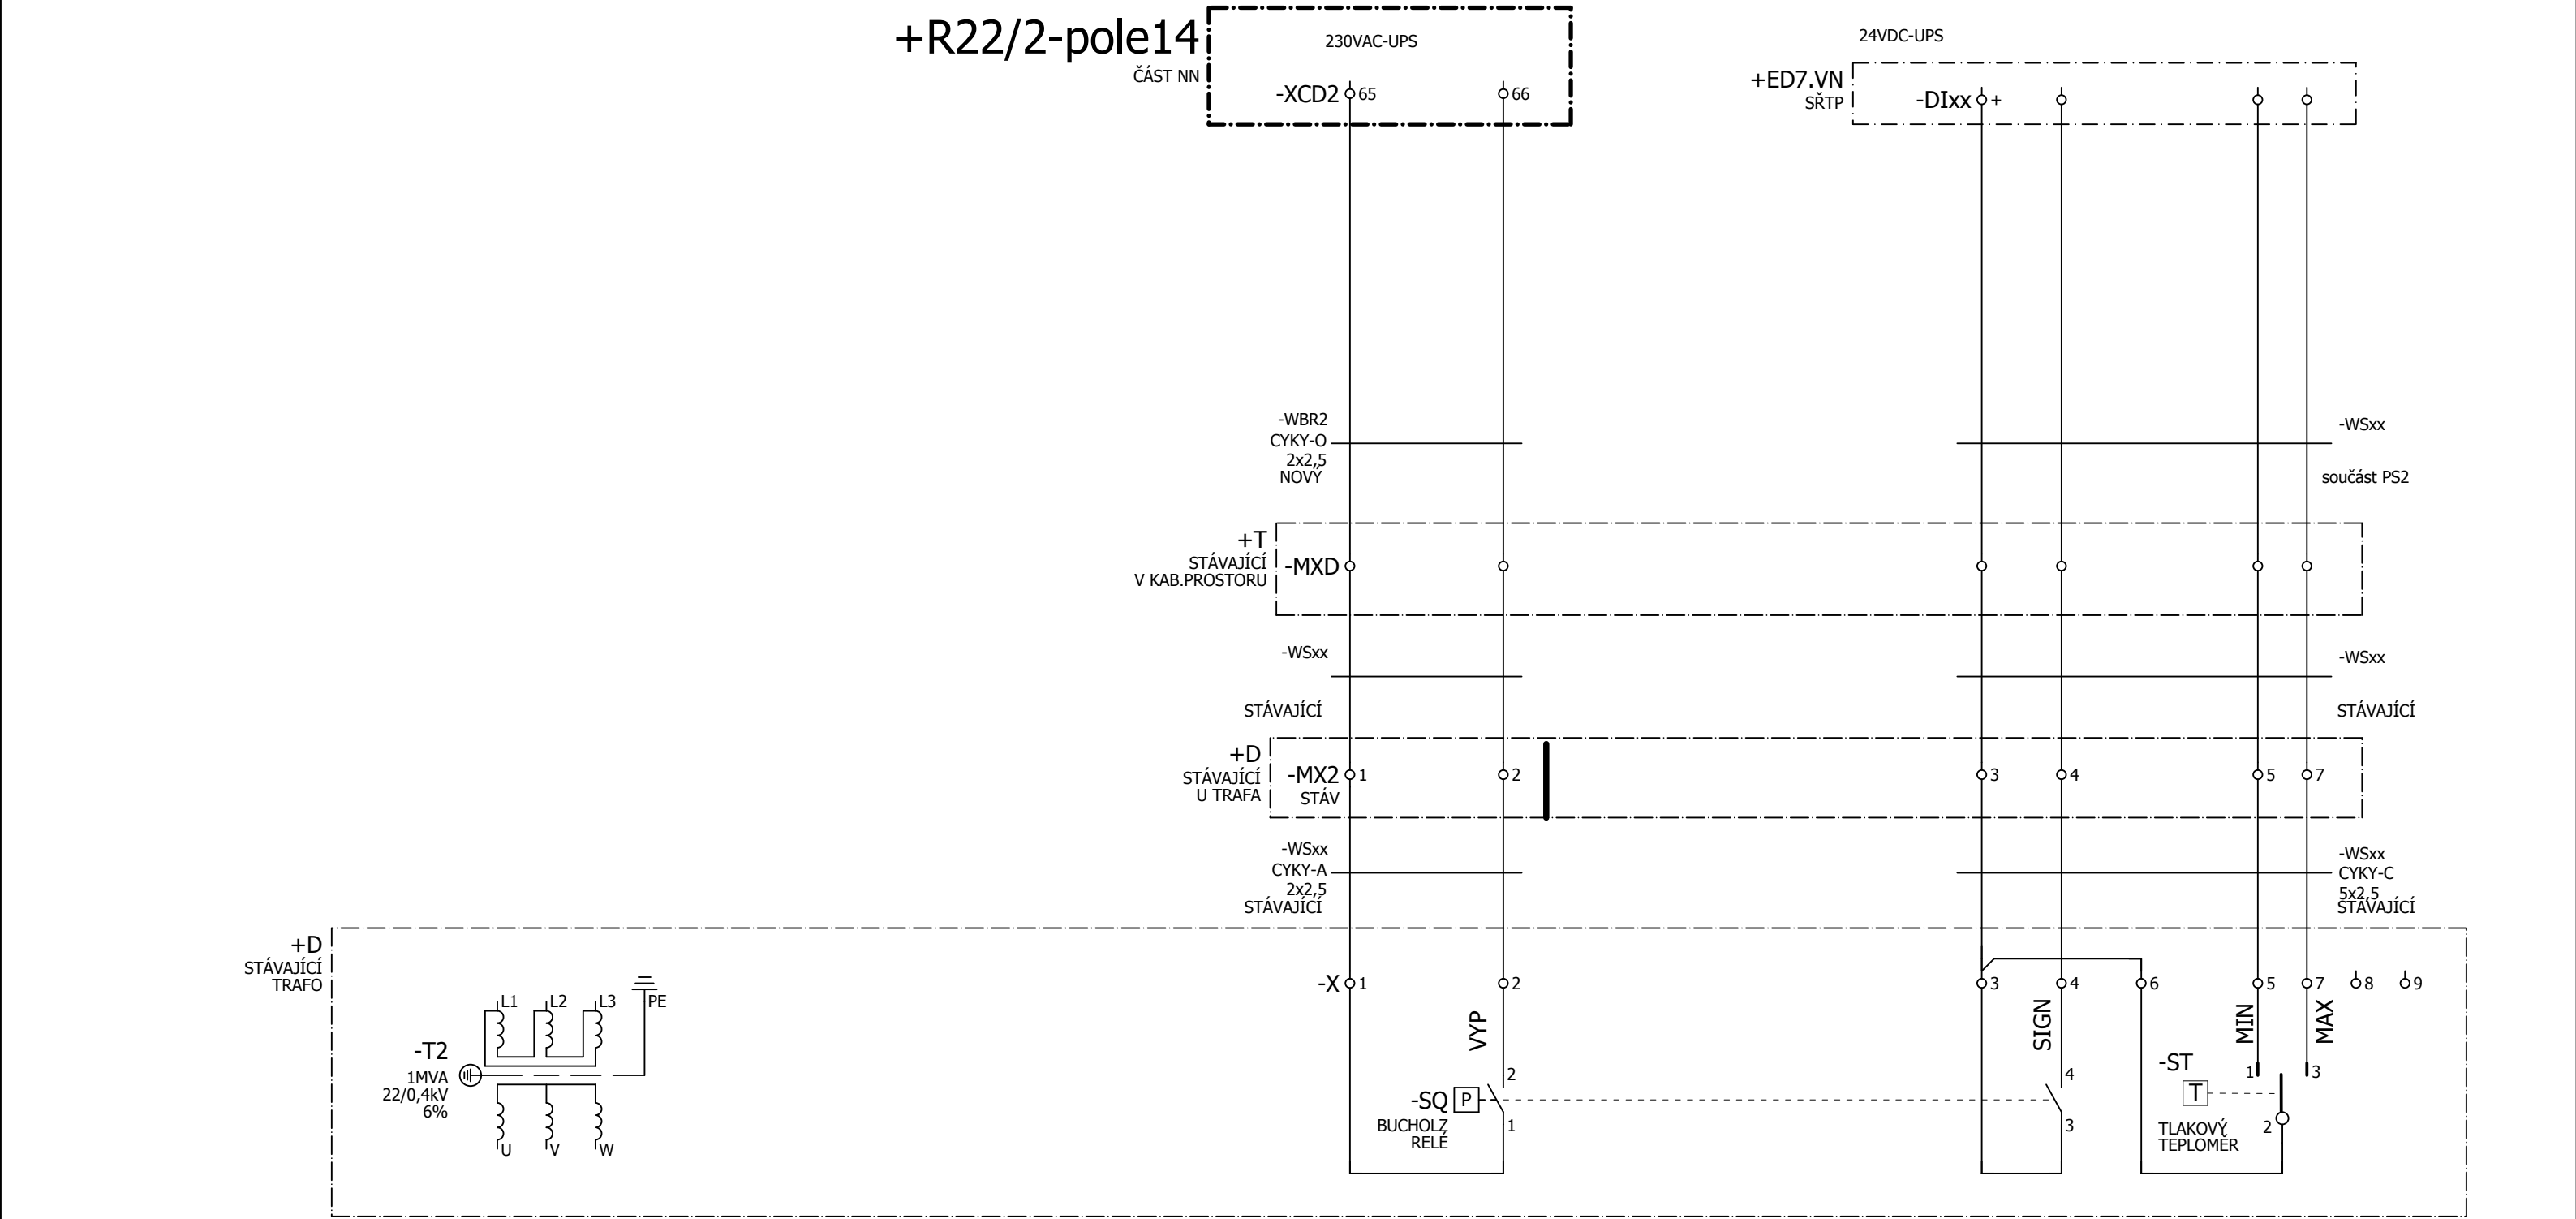 +R22/2-pole14
ČÁST NN
230VAC-UPS
-XCD2 65 66
24VDC-UPS
+ED7.VN
SŘTP
-DIxx +
-WBR2
CYKY-O
2x2,5
NOVÝ
-WSxx
součást PS2
+T
STÁVAJÍCÍ
V KAB.PROSTORU
-MXD
-WSxx
STÁVAJÍCÍ
-WSxx
STÁVAJÍCÍ
+D
STÁVAJÍCÍ
U TRAFA
-MX2 1 2 3 4 5 7
STÁV
-WSxx
CYKY-A
2x2,5
STÁVAJÍCÍ
-WSxx
CYKY-C
5x2,5
STÁVAJÍCÍ
+D
STÁVAJÍCÍ
TRAFO
-X 1 2 3 4 6 5 7 8 9
L1 L2 L3 PE
-T2
1MVA
22/0,4kV
6%
U V W
VYP
SIGN
MIN
MAX
-SQ P
BUCHOLZ
RELÉ
2
1
4
3
-ST
T
TLAKOVÝ
TEPLOMĚR
1 3
2